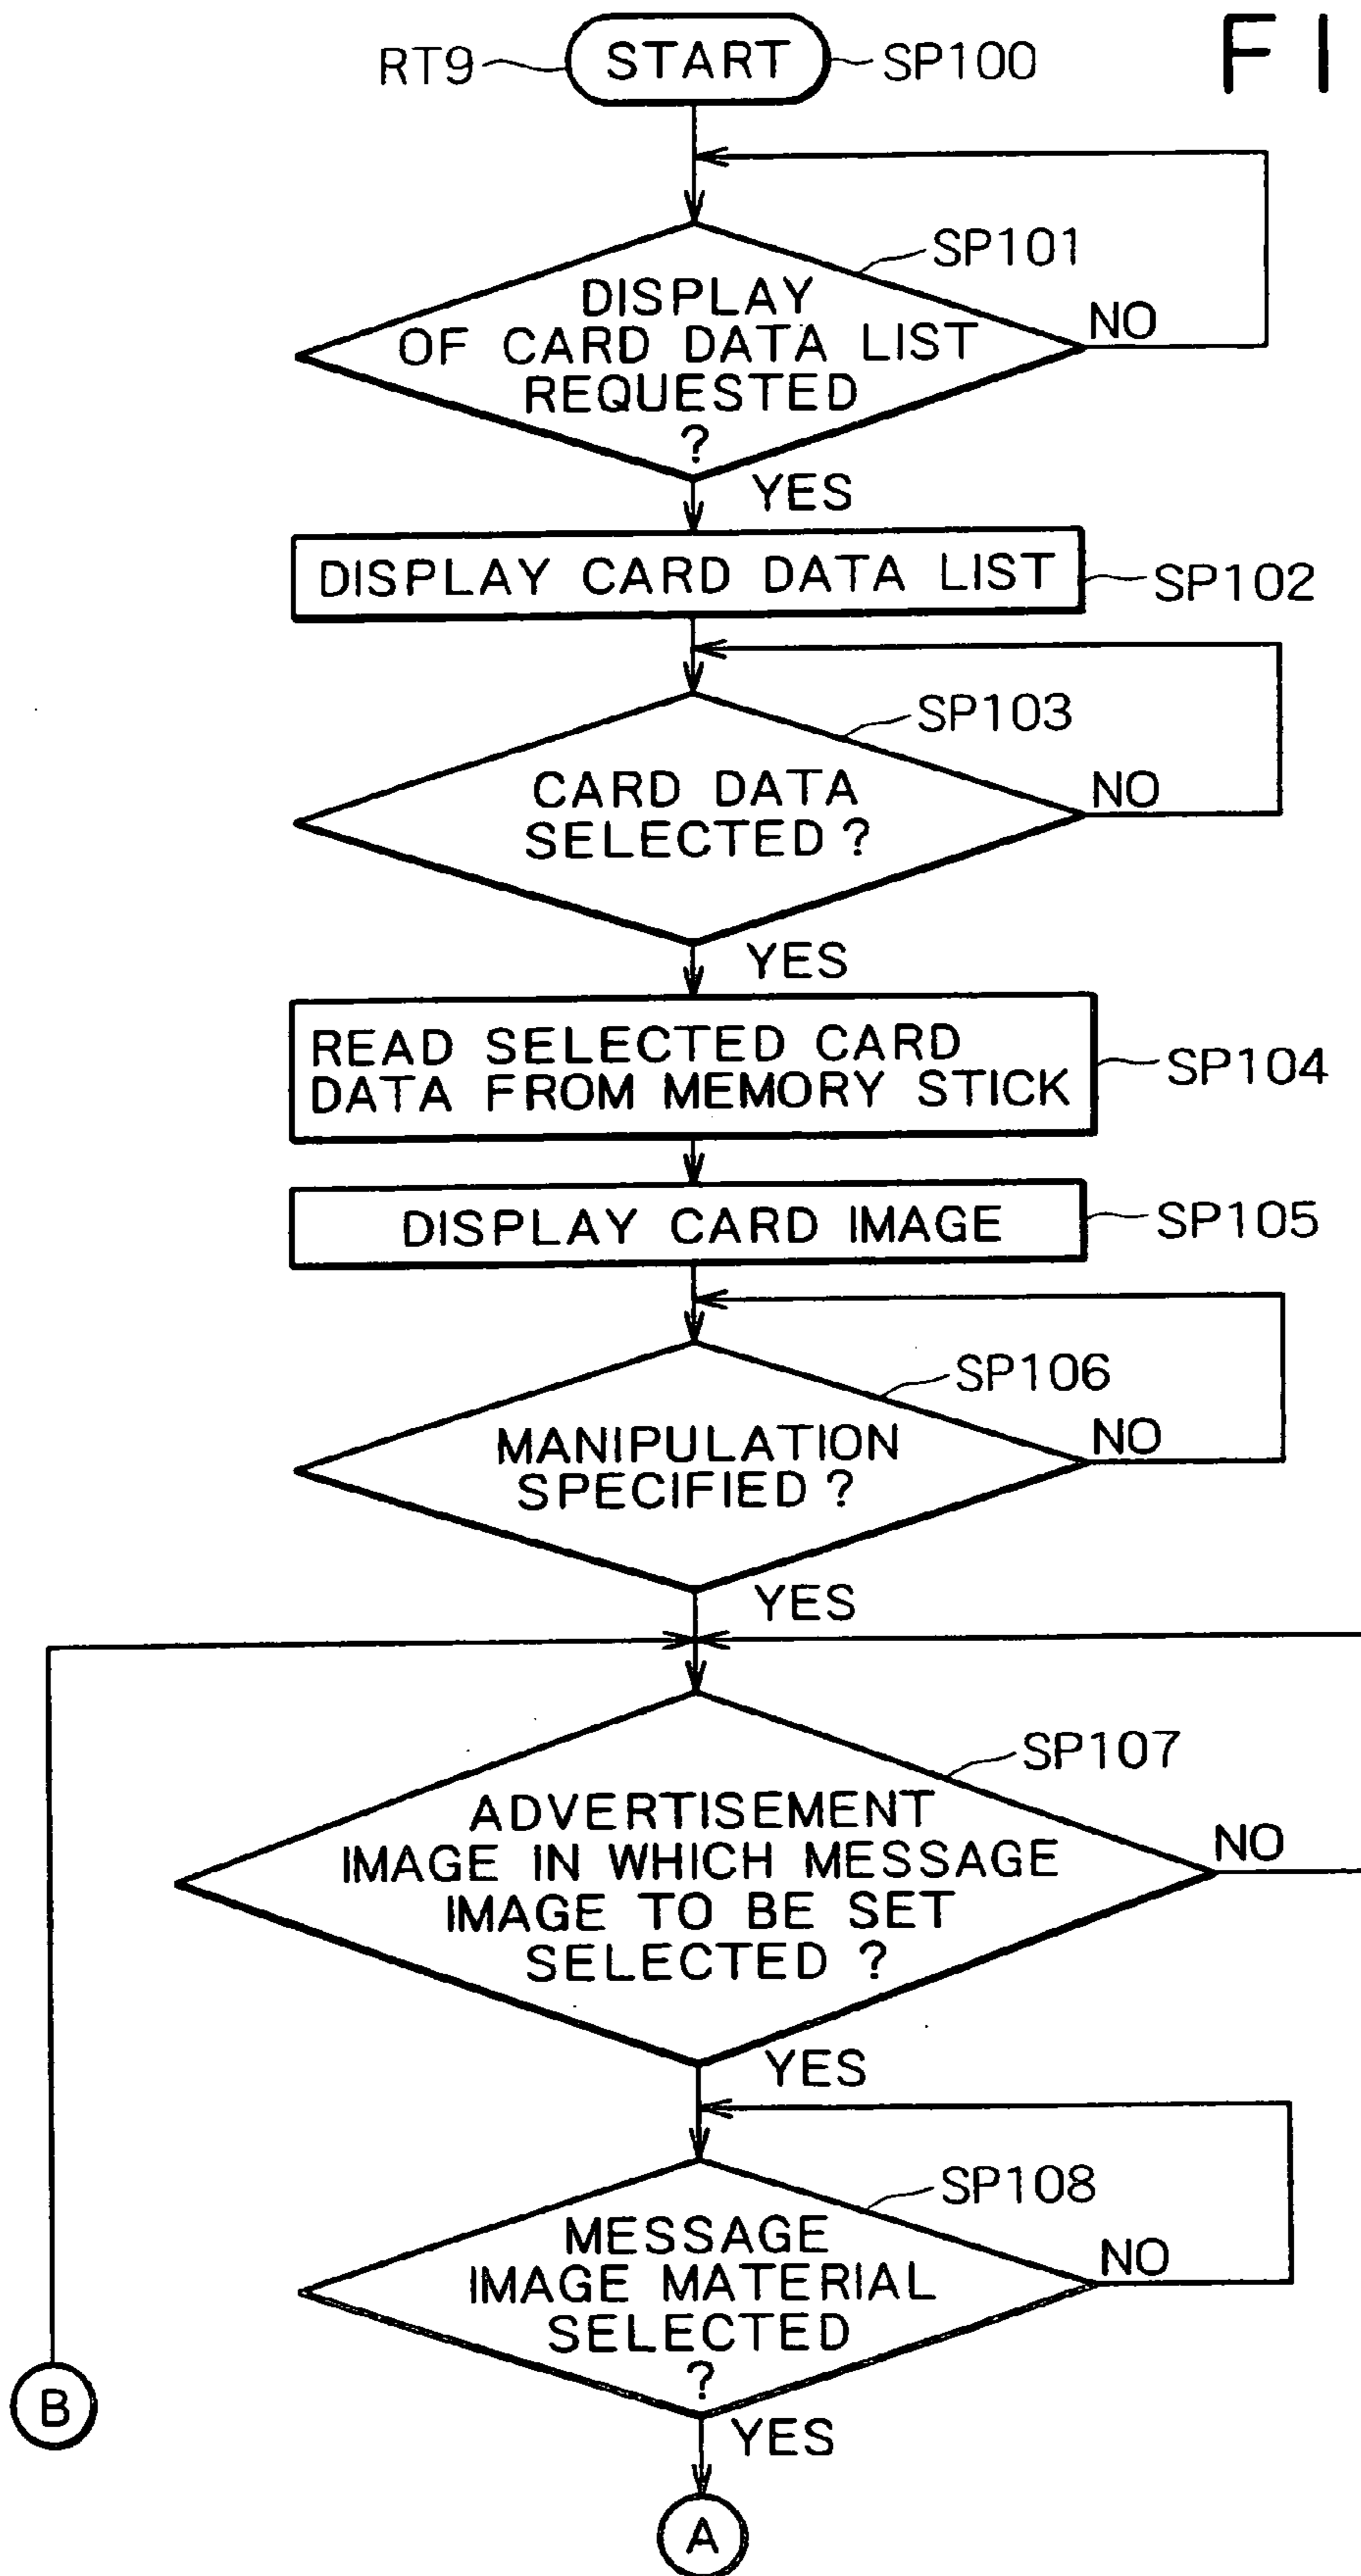 FI
RT9 START SP100
SP101
DISPLAY
OF CARD DATA LIST
REQUESTED
?
NO
YES
DISPLAY CARD DATA LIST
SP102
SP103
CARD DATA
SELECTED ?
NO
YES
READ SELECTED CARD
DATA FROM MEMORY STICK
SP104
DISPLAY CARD IMAGE
SP105
SP106
MANIPULATION
SPECIFIED ?
NO
YES
SP107
ADVERTISEMENT
IMAGE IN WHICH MESSAGE
IMAGE TO BE SET
SELECTED ?
NO
YES
SP108
MESSAGE
IMAGE MATERIAL
SELECTED
?
NO
YES
B
A